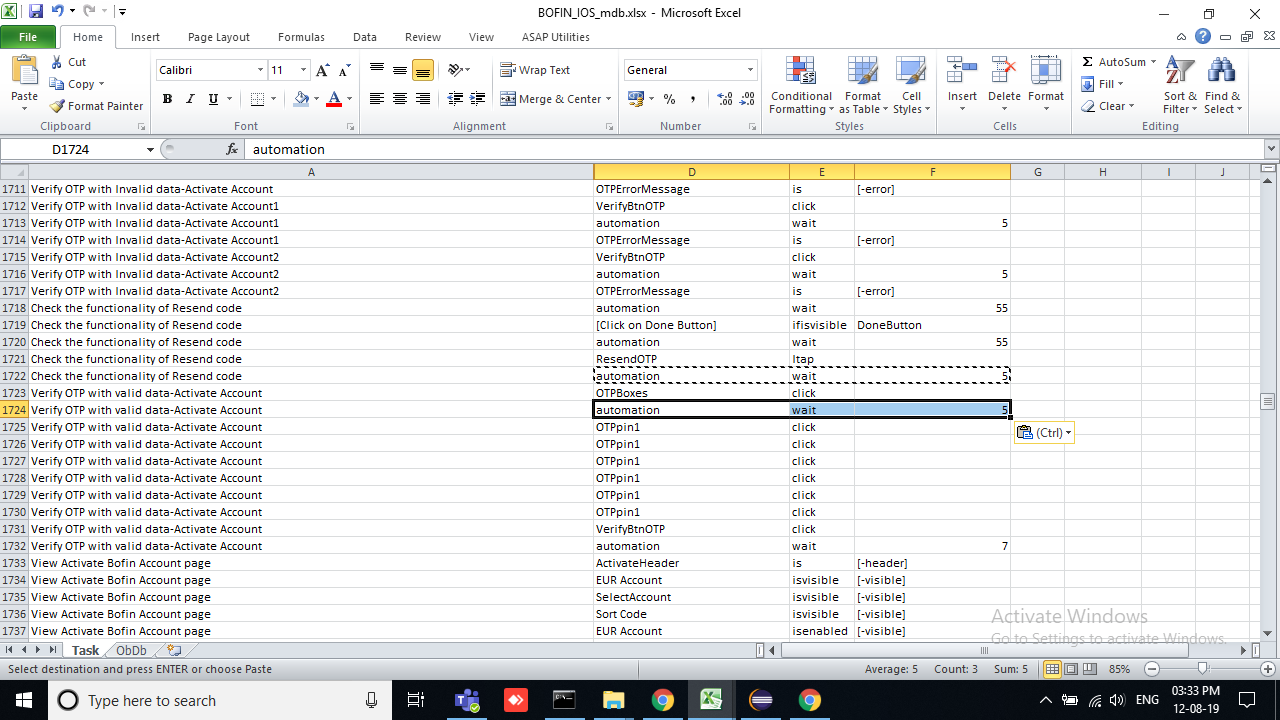 BOFIN_IOS_mdb.xlsx - Microsoft Excel
File Home Insert Page Layout Formulas Data Review View ASAP Utilities
Paste
Cut
Copy
Format Painter
Clipboard
Calibri 11
B I U A
Font
Wrap Text
Merge & Center
Alignment
General
% ,
Number
Conditional Formatting
Format as Table
Cell Styles
Styles
Insert Delete Format
Cells
Σ AutoSum
Fill
Clear
Sort & Filter
Find & Select
Editing
D1724 fx automation
A D E F G H I J
1711 Verify OTP with Invalid data-Activate Account OTPErrorMessage is [-error]
1712 Verify OTP with Invalid data-Activate Account1 VerifyBtnOTP click
1713 Verify OTP with Invalid data-Activate Account1 automation wait 5
1714 Verify OTP with Invalid data-Activate Account1 OTPErrorMessage is [-error]
1715 Verify OTP with Invalid data-Activate Account2 VerifyBtnOTP click
1716 Verify OTP with Invalid data-Activate Account2 automation wait 5
1717 Verify OTP with Invalid data-Activate Account2 OTPErrorMessage is [-error]
1718 Check the functionality of Resend code automation wait 55
1719 Check the functionality of Resend code [Click on Done Button] ifisvisible DoneButton
1720 Check the functionality of Resend code automation wait 55
1721 Check the functionality of Resend code ResendOTP ltap
1722 Check the functionality of Resend code automation wait 5
1723 Verify OTP with valid data-Activate Account OTPBoxes click
1724 Verify OTP with valid data-Activate Account automation wait 5
1725 Verify OTP with valid data-Activate Account OTPpin1 click
(Ctrl)
1726 Verify OTP with valid data-Activate Account OTPpin1 click
1727 Verify OTP with valid data-Activate Account OTPpin1 click
1728 Verify OTP with valid data-Activate Account OTPpin1 click
1729 Verify OTP with valid data-Activate Account OTPpin1 click
1730 Verify OTP with valid data-Activate Account OTPpin1 click
1731 Verify OTP with valid data-Activate Account VerifyBtnOTP click
1732 Verify OTP with valid data-Activate Account automation wait 7
1733 View Activate Bofin Account page ActivateHeader is [-header]
1734 View Activate Bofin Account page EUR Account isvisible [-visible]
1735 View Activate Bofin Account page SelectAccount isvisible [-visible]
1736 View Activate Bofin Account page Sort Code isvisible [-visible]
1737 View Activate Bofin Account page EUR Account isenabled [-visible]
Activate Windows
Go to Settings to activate Windows.
Task ObDb
Select destination and press ENTER or choose Paste Average: 5 Count: 3 Sum: 5 85%
Type here to search
ENG 03:33 PM
12-08-19